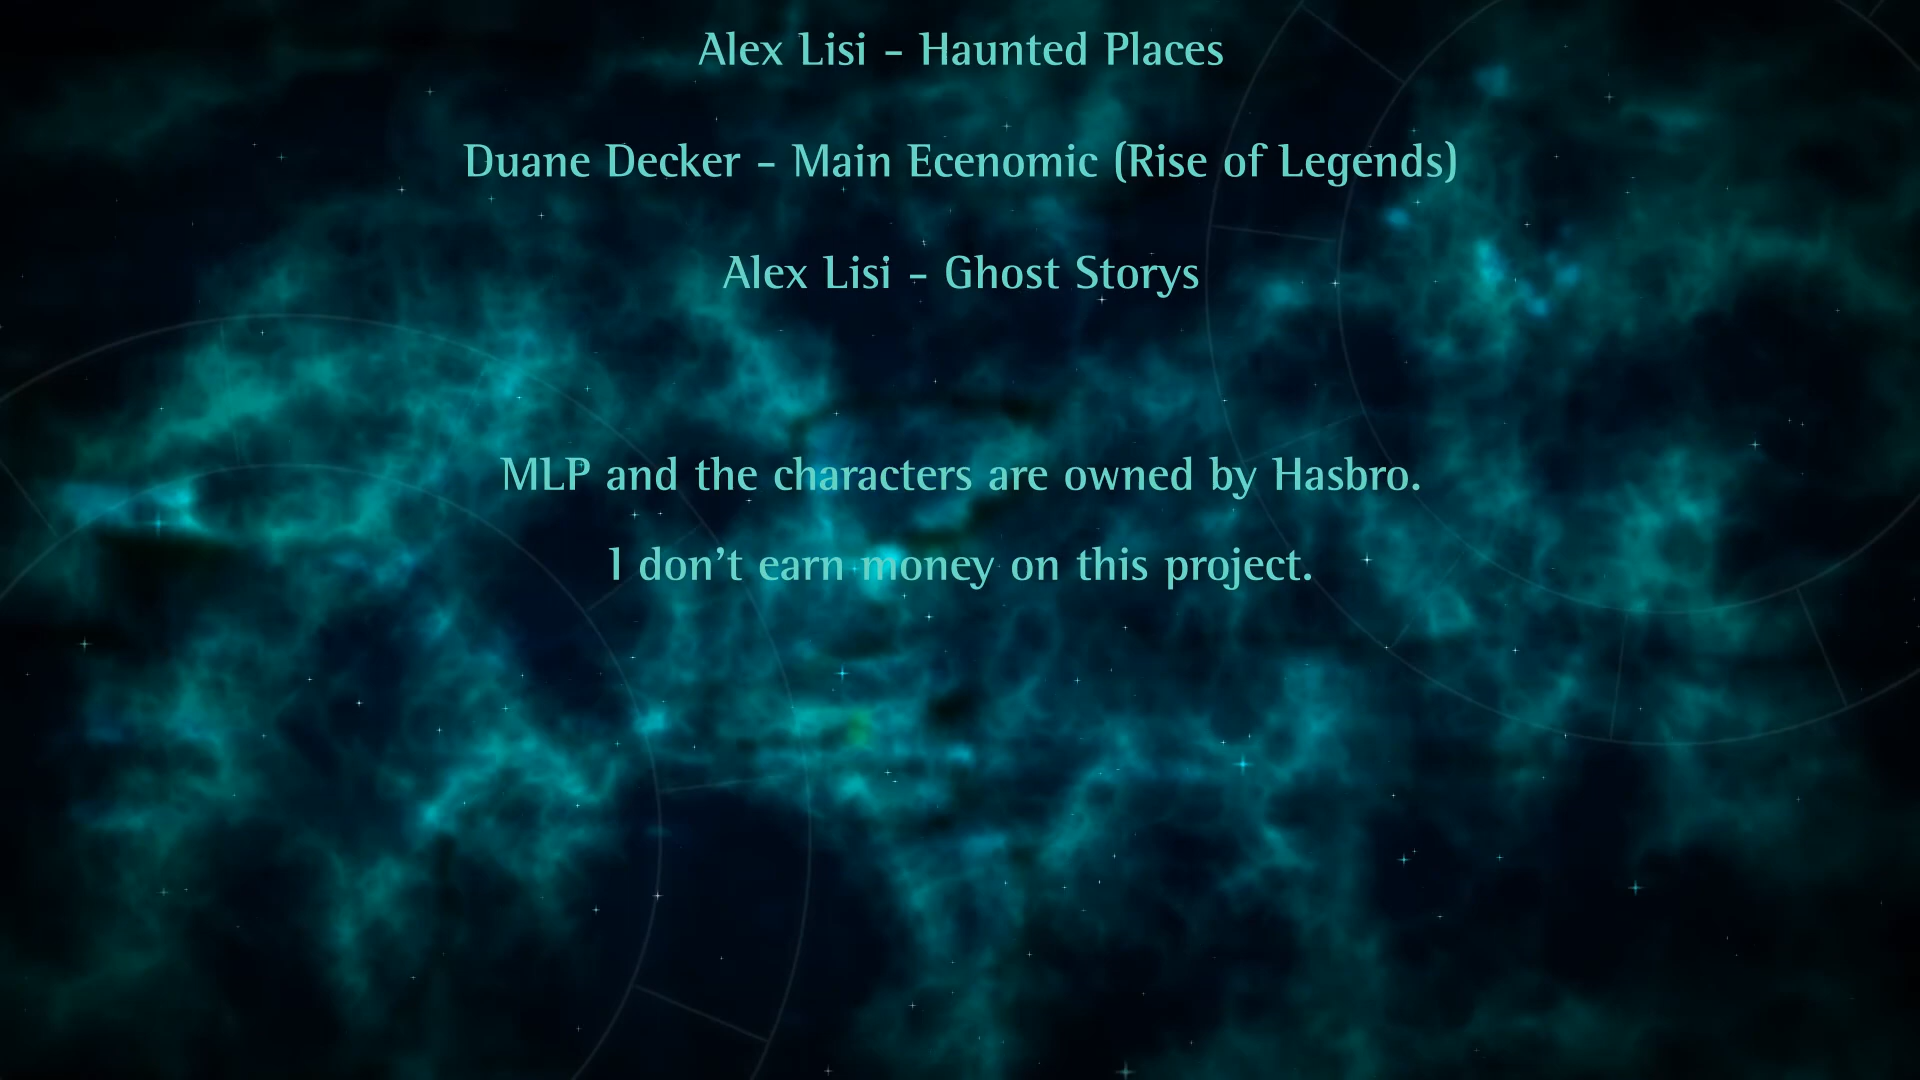 Alex Lisi - Haunted Places
Duane Decker - Main Ecenomic (Rise of Legends)
Alex Lisi - Ghost Storys
MLP and the characters are owned by Hasbro.
I don't earn money on this project.